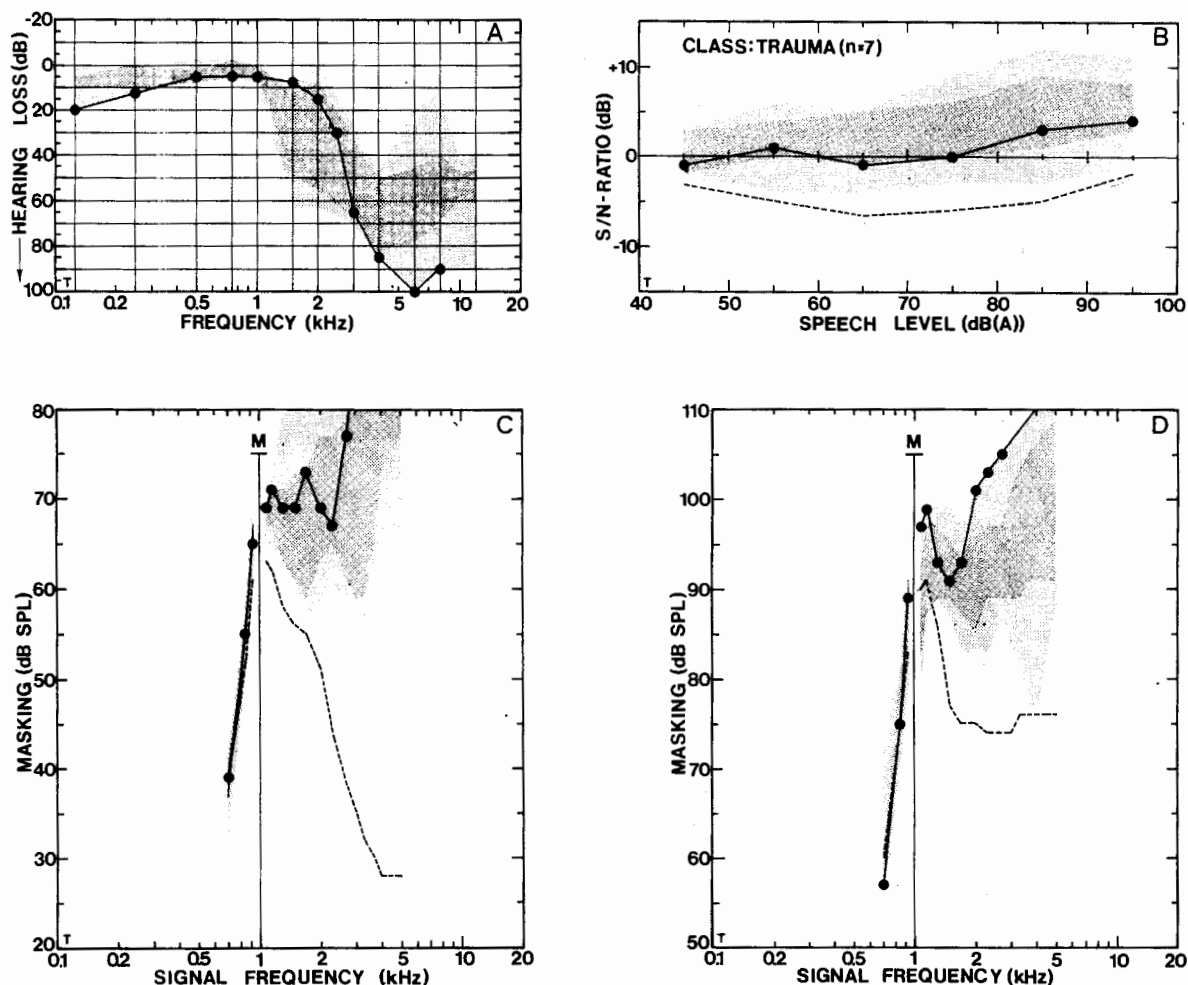 A
-20
0
20
40
60
80
100
HEARING LOSS (dB)
T
0.1 0.2 0.5 1 2 5 10 20
FREQUENCY (kHz)
B
CLASS:TRAUMA (n=7)
+10
0
-10
S/N-RATIO (dB)
T
40 50 60 70 80 90 100
SPEECH LEVEL (dB(A))
C
M
80
70
60
50
40
30
20
MASKING (dB SPL)
T
0.1 0.2 0.5 1 2 5 10 20
SIGNAL FREQUENCY (kHz)
D
M
110
100
90
80
70
60
50
MASKING (dB SPL)
T
0.1 0.2 0.5 1 2 5 10 20
SIGNAL FREQUENCY (kHz)